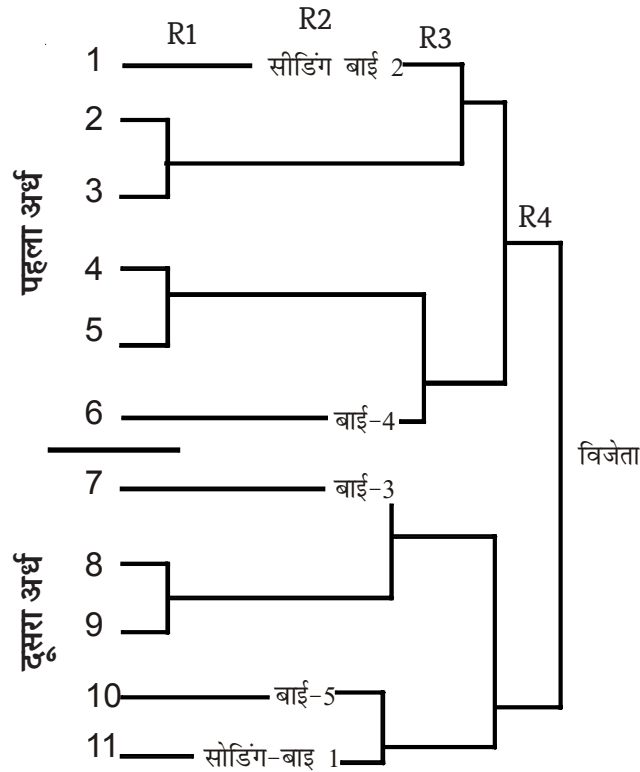 R1 R2 R3
1 सीडिंग बाई 2
2
3
पहला अर्ध
R4
4
5
6 बाई-4
विजेता
7 बाई-3
8
दूसरा अर्ध
9
10 बाई-5
11 सोडिंग-बाइ 1